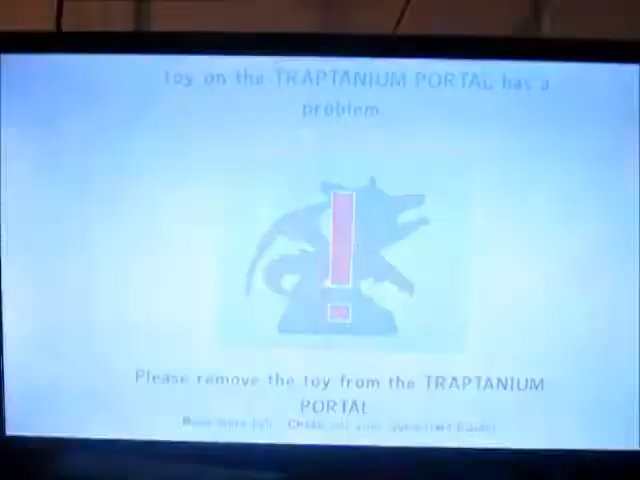 Toy on the TRAPTANIUM PORTAL has a
problem
Please remove the toy from the TRAPTANIUM
PORTAL